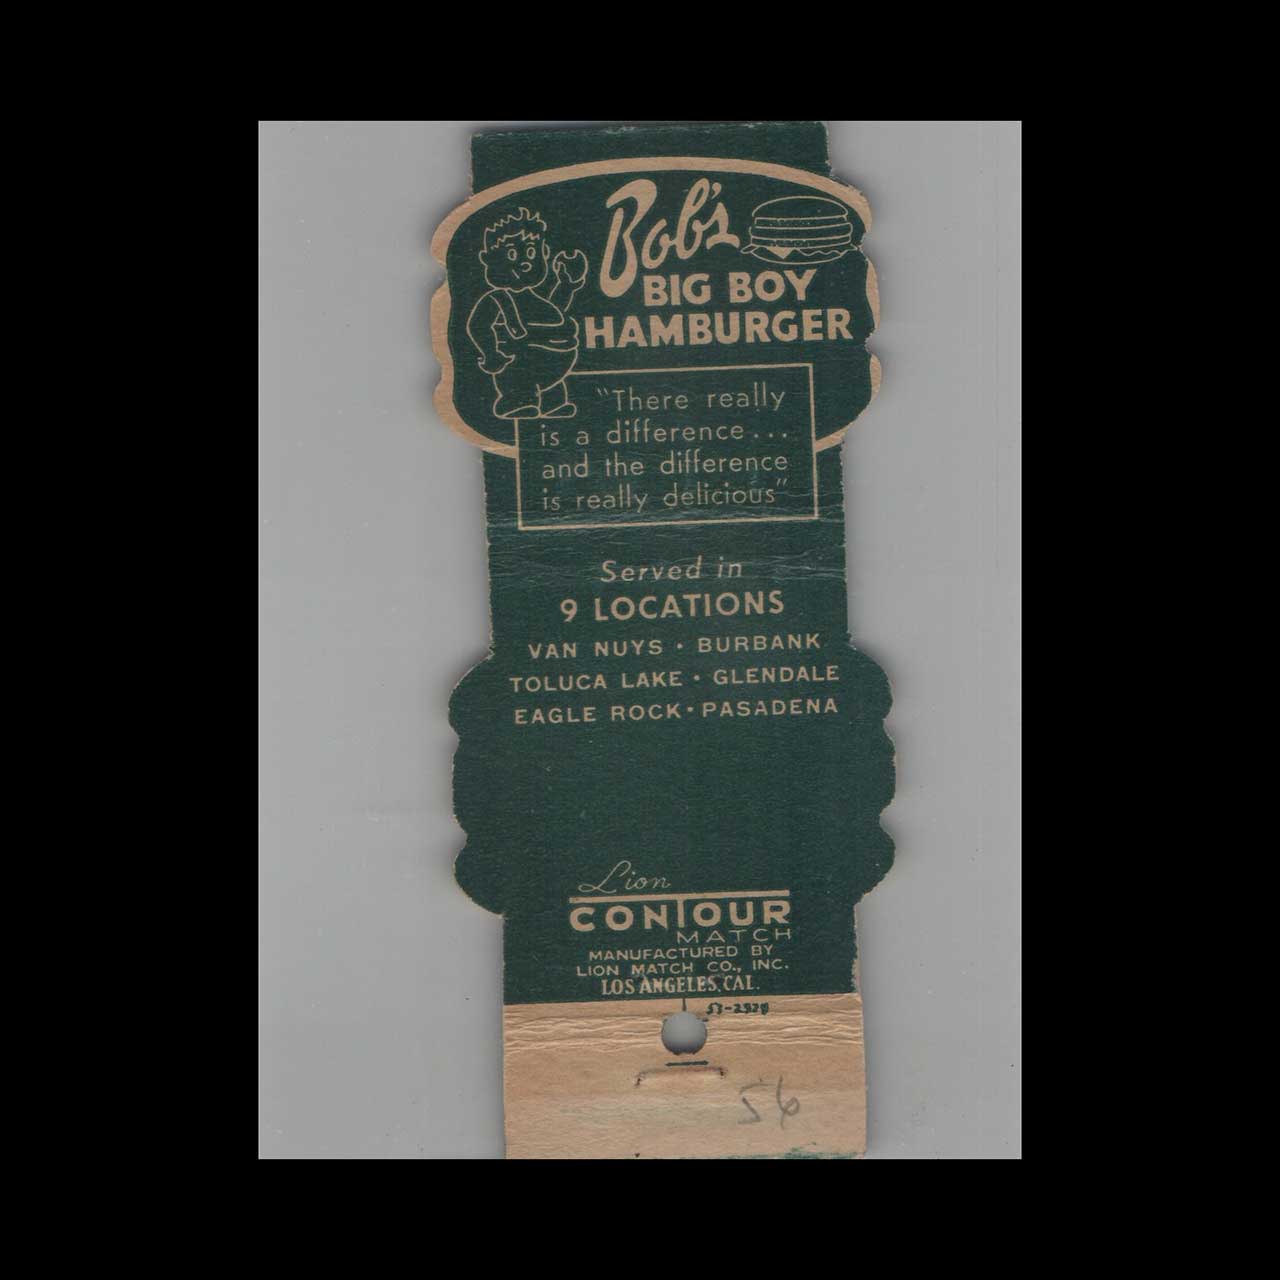 Bob's
BIG BOY
HAMBURGER
"There really
is a difference...
and the difference
is really delicious"
Served in
9 LOCATIONS
VAN NUYS • BURBANK
TOLUCA LAKE • GLENDALE
EAGLE ROCK • PASADENA
Lion
CONTOUR
MATCH
MANUFACTURED BY
LION MATCH CO., INC.
LOS ANGELES, CAL.
56